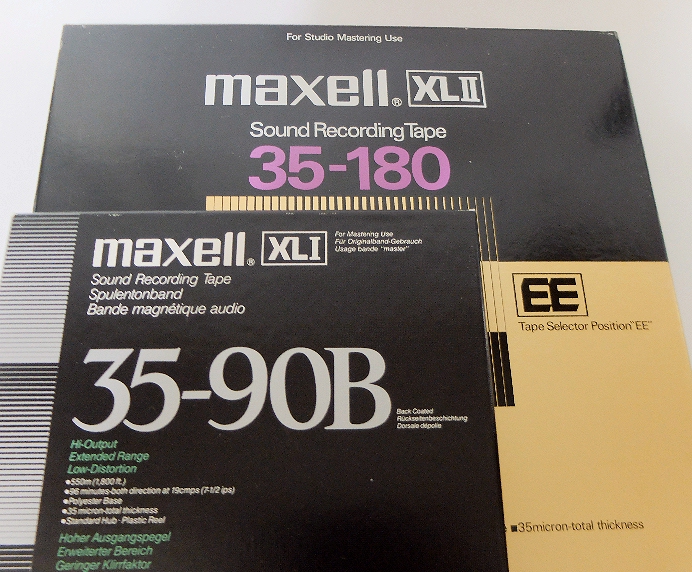 For Studio Mastering Use
maxell® XLII
Sound Recording Tape
35-180
EE
Tape Selector Position "EE"
■35micron-total thickness
maxell® XLI
For Mastering Use
Für Originalband-Gebrauch
Usage bande "master"
Sound Recording Tape
Spulentonband
Bande magnétique audio
35-90B
Back Coated
Rückseitenbeschichtung
Dorsale dépolie
Hi-Output
Extended Range
Low-Distortion
•550m (1,800 ft.)
•96 minutes-both direction at 19cmps (7-1/2 ips)
•Polyester Base
•35 micron-total thickness
•Standard Hub · Plastic Reel
Hoher Ausgangspegel
Erweiterter Bereich
Geringer Klirrfaktor